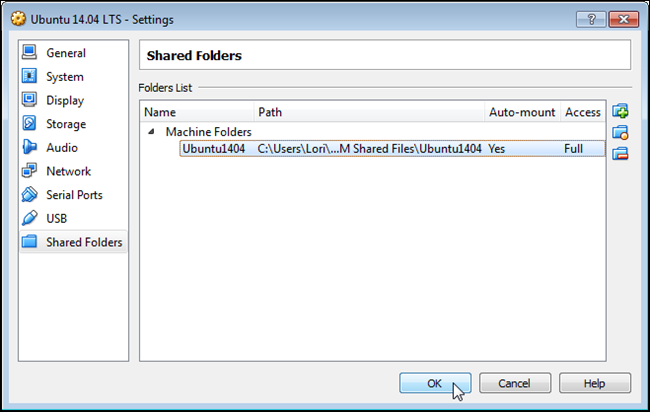 Ubuntu 14.04 LTS - Settings
General
System
Display
Storage
Audio
Network
Serial Ports
USB
Shared Folders
Shared Folders
Folders List
Name Path Auto-mount Access
Machine Folders
Ubuntu1404 C:\Users\Lori\...M Shared Files\Ubuntu1404 Yes Full
OK Cancel Help